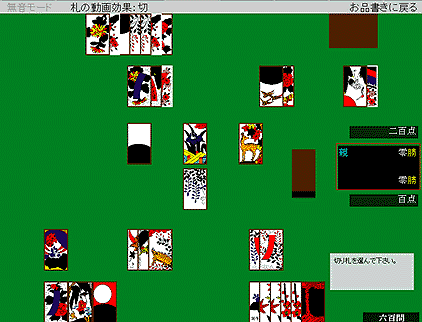 無音モード 札の動画効果:切 お品書きに戻る
二百点
親 零勝
零勝
百点
切り札を選んで下さい。
六百問